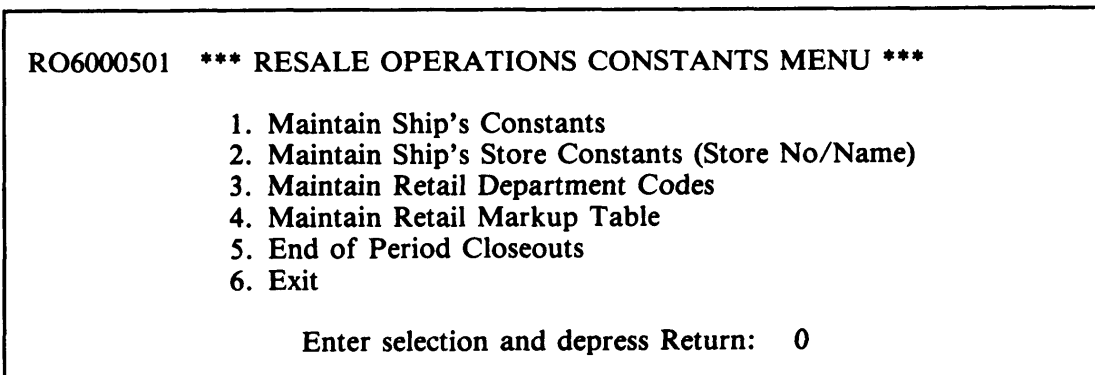 RO6000501 *** RESALE OPERATIONS CONSTANTS MENU ***
1. Maintain Ship's Constants
2. Maintain Ship's Store Constants (Store No/Name)
3. Maintain Retail Department Codes
4. Maintain Retail Markup Table
5. End of Period Closeouts
6. Exit
Enter selection and depress Return: 0